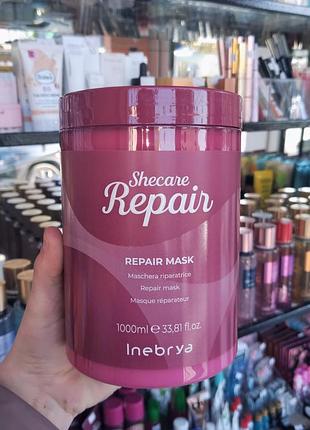 Shecare
Repair
REPAIR MASK
Maschera riparatrice
Repair mask
Masque réparateur
1000ml ℮ 33,81 fl.oz.
Inebrya